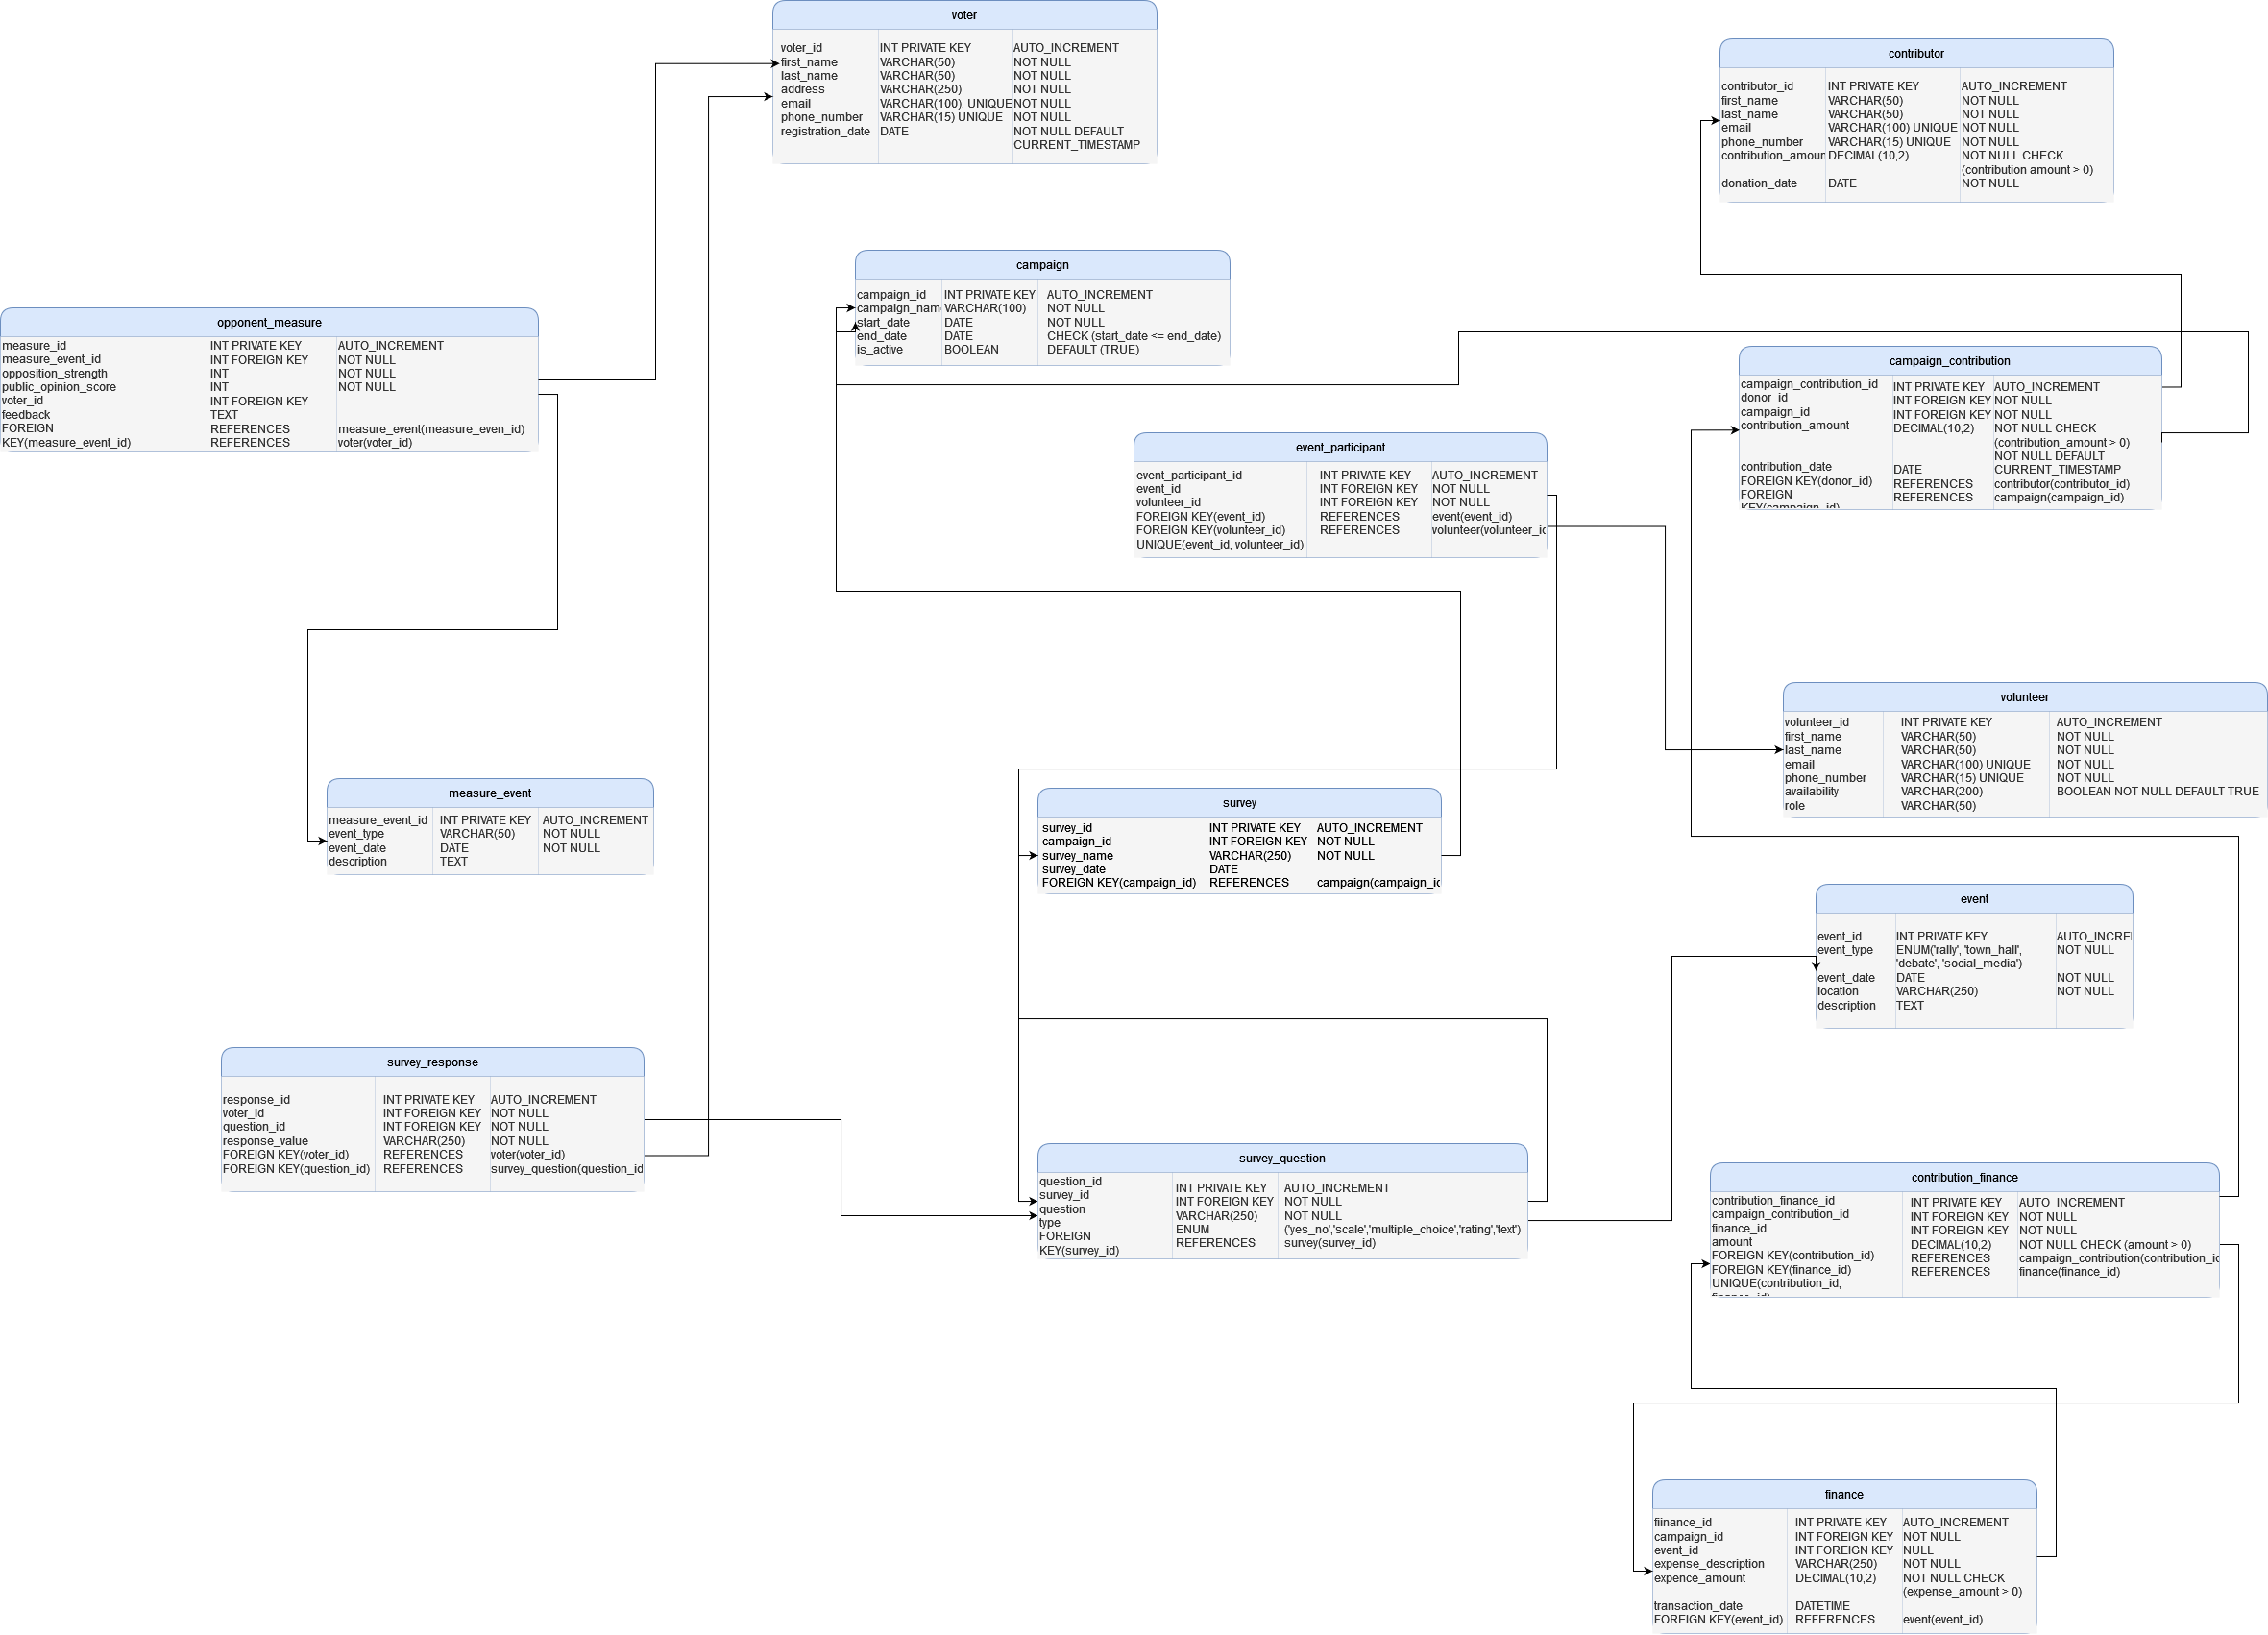 voter
voter_id INT PRIVATE KEY AUTO_INCREMENT
first_name VARCHAR(50) NOT NULL
last_name VARCHAR(50) NOT NULL
address VARCHAR(250) NOT NULL
email VARCHAR(100), UNIQUE NOT NULL
phone_number VARCHAR(15) UNIQUE NOT NULL
registration_date DATE NOT NULL DEFAULT
CURRENT_TIMESTAMP
contributor
contributor_id INT PRIVATE KEY AUTO_INCREMENT
first_name VARCHAR(50) NOT NULL
last_name VARCHAR(50) NOT NULL
email VARCHAR(100) UNIQUE NOT NULL
phone_number VARCHAR(15) UNIQUE NOT NULL
contribution_amoun DECIMAL(10,2) NOT NULL CHECK
(contribution amount > 0)
donation_date DATE NOT NULL
campaign
campaign_id INT PRIVATE KEY AUTO_INCREMENT
campaign_nam VARCHAR(100) NOT NULL
start_date DATE NOT NULL
end_date DATE CHECK (start_date <= end_date)
is_active BOOLEAN DEFAULT (TRUE)
opponent_measure
measure_id INT PRIVATE KEY AUTO_INCREMENT
measure_event_id INT FOREIGN KEY NOT NULL
opposition_strength INT NOT NULL
public_opinion_score INT NOT NULL
voter_id INT FOREIGN KEY
feedback TEXT
FOREIGN REFERENCES measure_event(measure_even_id)
KEY(measure_event_id) REFERENCES voter(voter_id)
campaign_contribution
campaign_contribution_id INT PRIVATE KEY AUTO_INCREMENT
donor_id INT FOREIGN KEY NOT NULL
campaign_id INT FOREIGN KEY NOT NULL
contribution_amount DECIMAL(10,2) NOT NULL CHECK
(contribution_amount > 0)
NOT NULL DEFAULT
contribution_date DATE CURRENT_TIMESTAMP
FOREIGN KEY(donor_id) REFERENCES contributor(contributor_id)
FOREIGN REFERENCES campaign(campaign_id)
KEY(campaign_id)
event_participant
event_participant_id INT PRIVATE KEY AUTO_INCREMENT
event_id INT FOREIGN KEY NOT NULL
volunteer_id INT FOREIGN KEY NOT NULL
FOREIGN KEY(event_id) REFERENCES event(event_id)
FOREIGN KEY(volunteer_id) REFERENCES volunteer(volunteer_ic
UNIQUE(event_id, volunteer_id)
volunteer
volunteer_id INT PRIVATE KEY AUTO_INCREMENT
first_name VARCHAR(50) NOT NULL
last_name VARCHAR(50) NOT NULL
email VARCHAR(100) UNIQUE NOT NULL
phone_number VARCHAR(15) UNIQUE NOT NULL
availability VARCHAR(200) BOOLEAN NOT NULL DEFAULT TRUE
role VARCHAR(50)
measure_event
measure_event_id INT PRIVATE KEY AUTO_INCREMENT
event_type VARCHAR(50) NOT NULL
event_date DATE NOT NULL
description TEXT
survey
survey_id INT PRIVATE KEY AUTO_INCREMENT
campaign_id INT FOREIGN KEY NOT NULL
survey_name VARCHAR(250) NOT NULL
survey_date DATE
FOREIGN KEY(campaign_id) REFERENCES campaign(campaign_ic
event
event_id INT PRIVATE KEY AUTO_INCRE
event_type ENUM('rally', 'town_hall', NOT NULL
'debate', 'social_media')
event_date DATE NOT NULL
location VARCHAR(250) NOT NULL
description TEXT
survey_response
response_id INT PRIVATE KEY AUTO_INCREMENT
voter_id INT FOREIGN KEY NOT NULL
question_id INT FOREIGN KEY NOT NULL
response_value VARCHAR(250) NOT NULL
FOREIGN KEY(voter_id) REFERENCES voter(voter_id)
FOREIGN KEY(question_id) REFERENCES survey_question(question_id
survey_question
question_id INT PRIVATE KEY AUTO_INCREMENT
survey_id INT FOREIGN KEY NOT NULL
question VARCHAR(250) NOT NULL
type ENUM ('yes_no','scale','multiple_choice','rating','text')
FOREIGN REFERENCES survey(survey_id)
KEY(survey_id)
contribution_finance
contribution_finance_id INT PRIVATE KEY AUTO_INCREMENT
campaign_contribution_id INT FOREIGN KEY NOT NULL
finance_id INT FOREIGN KEY NOT NULL
amount DECIMAL(10,2) NOT NULL CHECK (amount > 0)
FOREIGN KEY(contribution_id) REFERENCES campaign_contribution(contribution_ic
FOREIGN KEY(finance_id) REFERENCES finance(finance_id)
UNIQUE(contribution_id,
finance_id)
finance
fiinance_id INT PRIVATE KEY AUTO_INCREMENT
campaign_id INT FOREIGN KEY NOT NULL
event_id INT FOREIGN KEY NULL
expense_description VARCHAR(250) NOT NULL
expence_amount DECIMAL(10,2) NOT NULL CHECK
(expense_amount > 0)
transaction_date DATETIME
FOREIGN KEY(event_id) REFERENCES event(event_id)